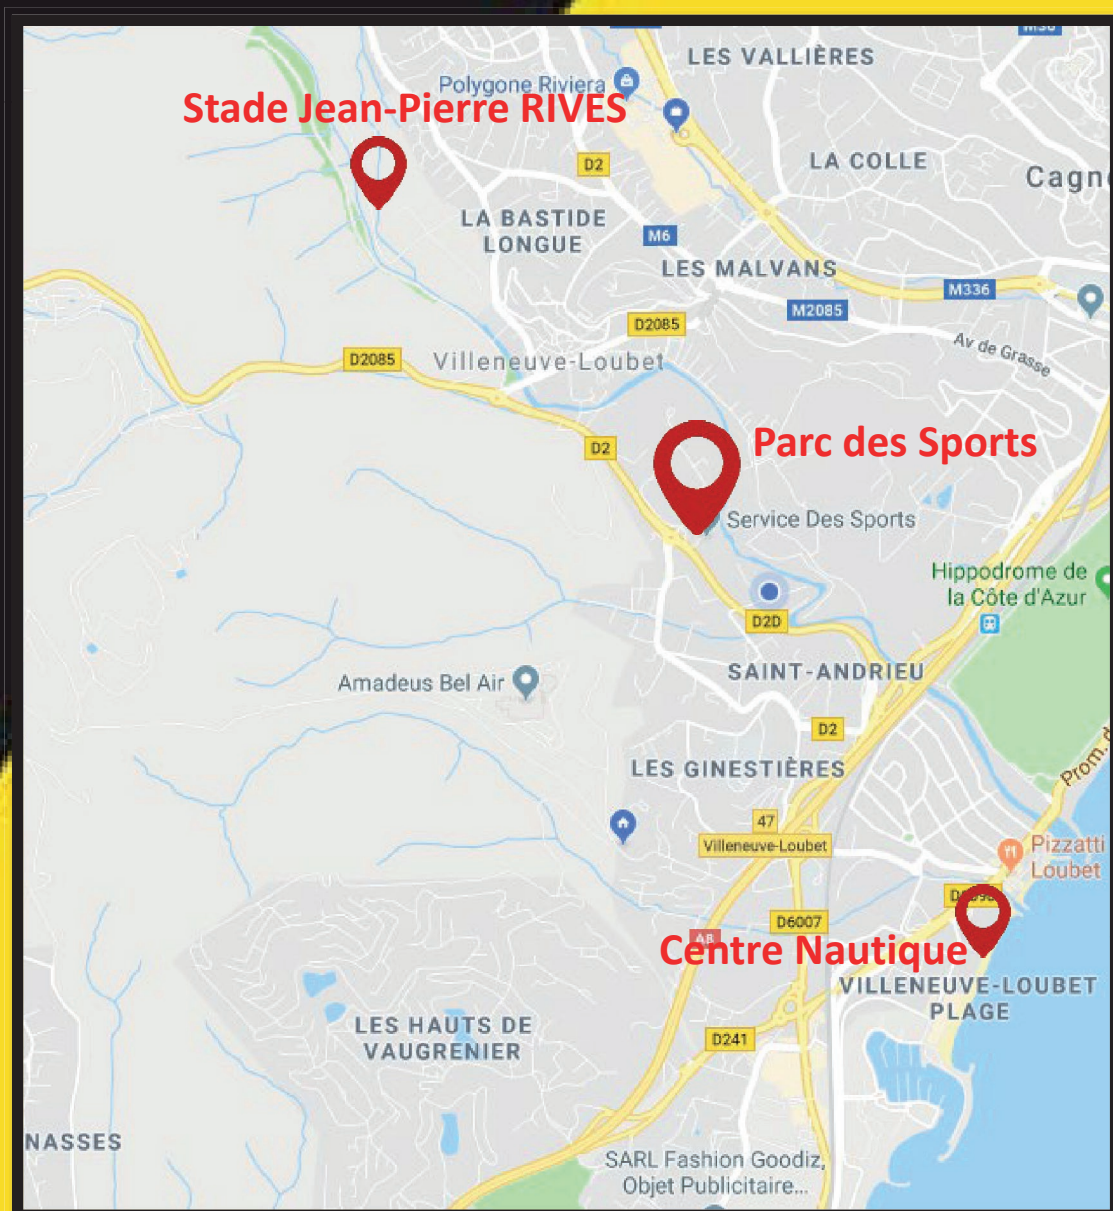 M36
M36
LES VALLIÈRES
Polygone Riviera
Stade Jean-Pierre RIVES
D2
LA COLLE
LA BASTIDE
LONGUE
M6
LES MALVANS
M336
D2085
M2085
Av de Grasse
D2085
Villeneuve-Loubet
D2
Parc des Sports
Service Des Sports
Hippodrome de
la Côte d'Azur
D2D
SAINT-ANDRIEU
Amadeus Bel Air
D2
LES GINESTIÈRES
47
Villeneuve-Loubet
Pizzatti
Loubet
D6007
A8
Centre Nautique
VILLENEUVE-LOUBET
PLAGE
LES HAUTS DE
VAUGRENIER
D241
NASSES
SARL Fashion Goodiz,
Objet Publicitaire...